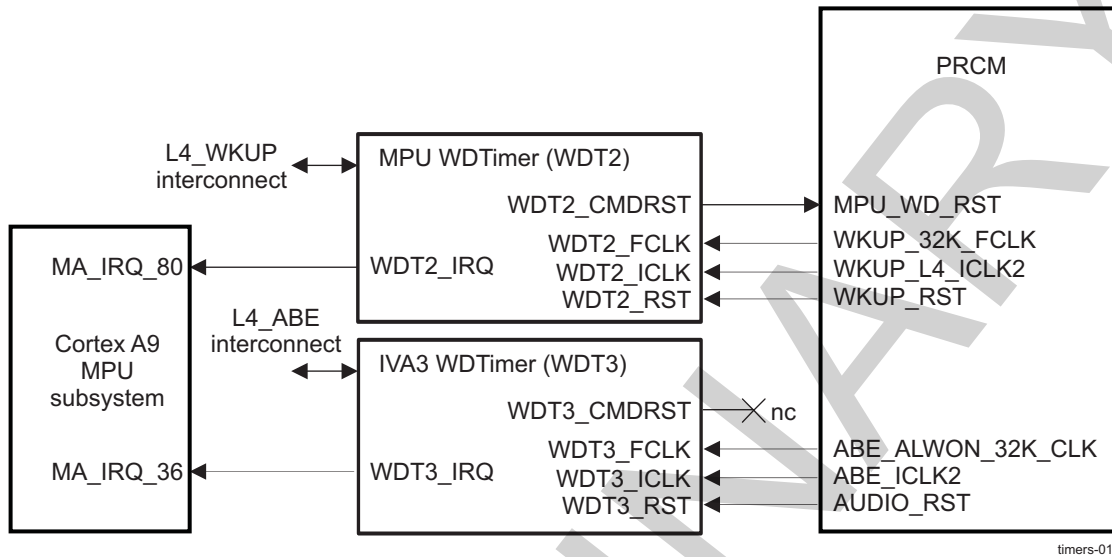 PRCM
L4_WKUP
interconnect
MPU WDTimer (WDT2)
WDT2_CMDRST
MPU_WD_RST
WDT2_FCLK
WKUP_32K_FCLK
MA_IRQ_80
WDT2_IRQ
WDT2_ICLK
WKUP_L4_ICLK2
WDT2_RST
WKUP_RST
L4_ABE
interconnect
Cortex A9
MPU
subsystem
IVA3 WDTimer (WDT3)
WDT3_CMDRST
nc
WDT3_FCLK
ABE_ALWON_32K_CLK
MA_IRQ_36
WDT3_IRQ
WDT3_ICLK
ABE_ICLK2
WDT3_RST
AUDIO_RST
timers-01